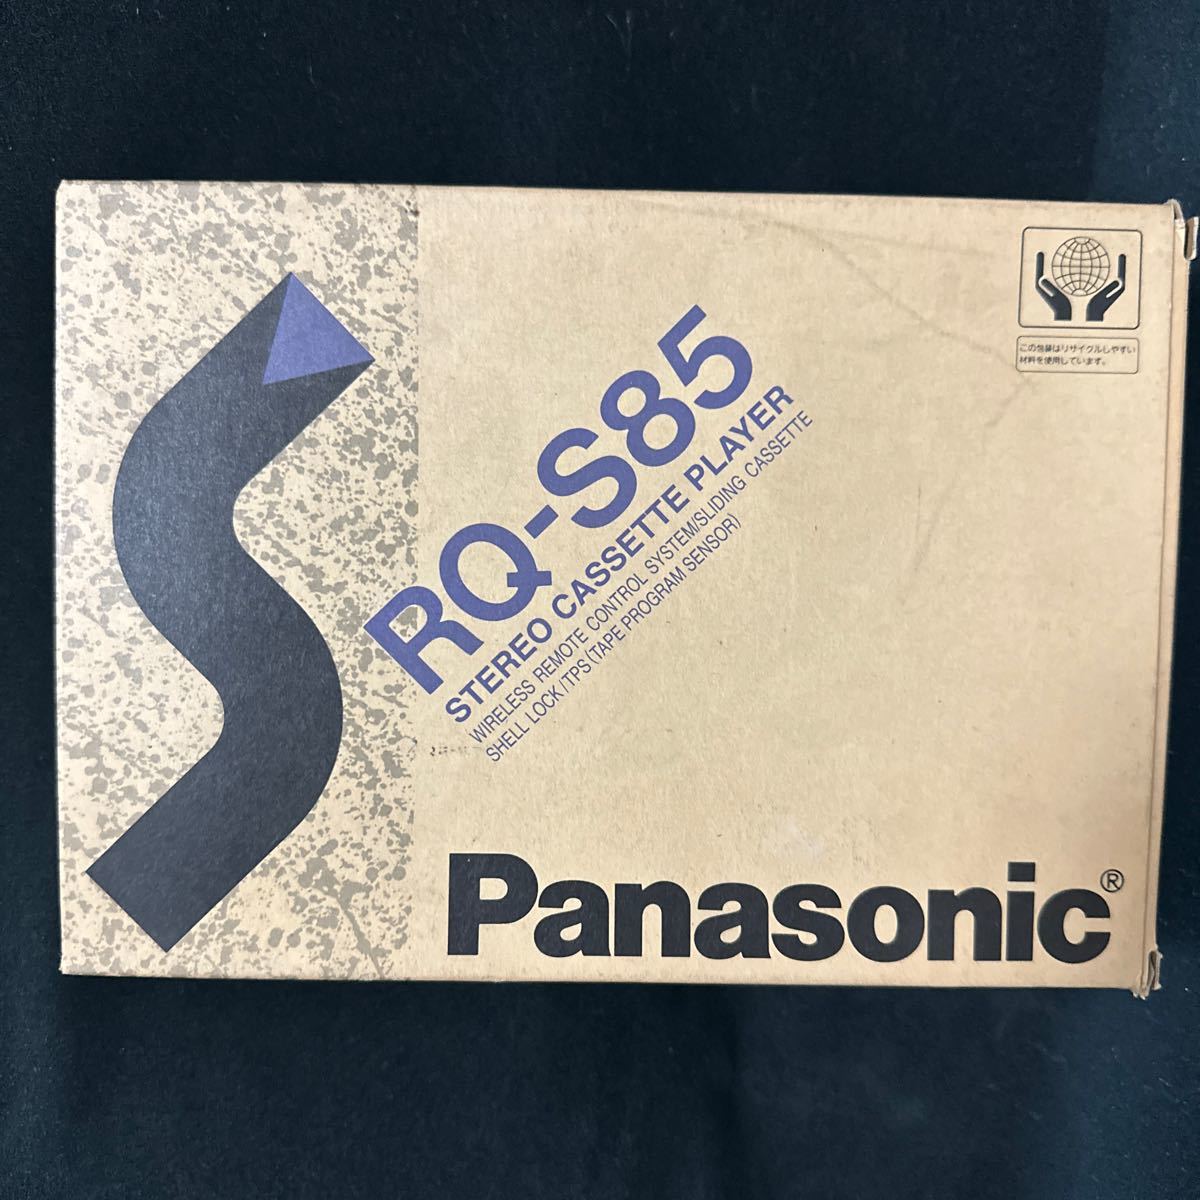 RQ-S85
STEREO CASSETTE PLAYER
WIRELESS REMOTE CONTROL SYSTEM/SLIDING CASSETTE
SHELL LOCK/TPS (TAPE PROGRAM SENSOR)
この包装はリサイクルしやすい
材料を使用しています。
Panasonic®